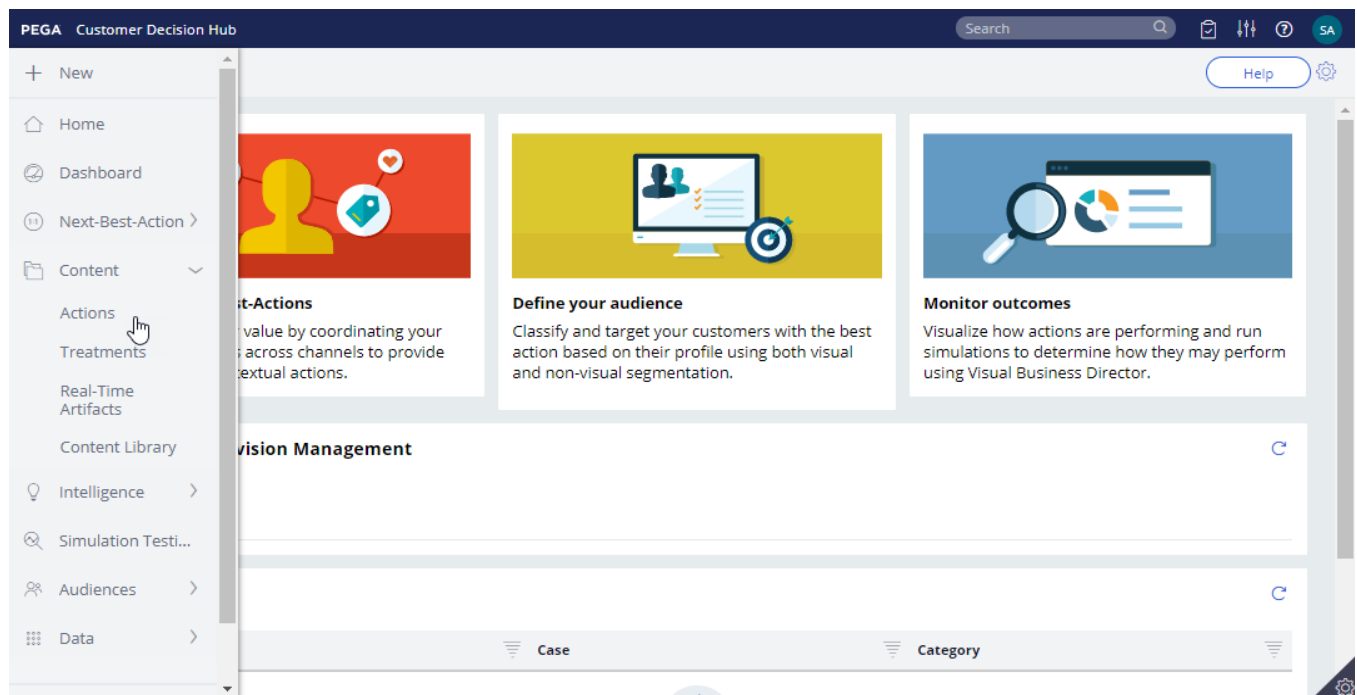 PEGA Customer Decision Hub
Search
SA
New
Help
Home
Dashboard
1:1
Next-Best-Action
Content
Actions
Treatments
Real-Time
Artifacts
Content Library
Intelligence
Simulation Testi...
Audiences
Data
st-Actions
value by coordinating your
across channels to provide
extual actions.
Define your audience
Classify and target your customers with the best
action based on their profile using both visual
and non-visual segmentation.
Monitor outcomes
Visualize how actions are performing and run
simulations to determine how they may perform
using Visual Business Director.
vision Management
Case
Category